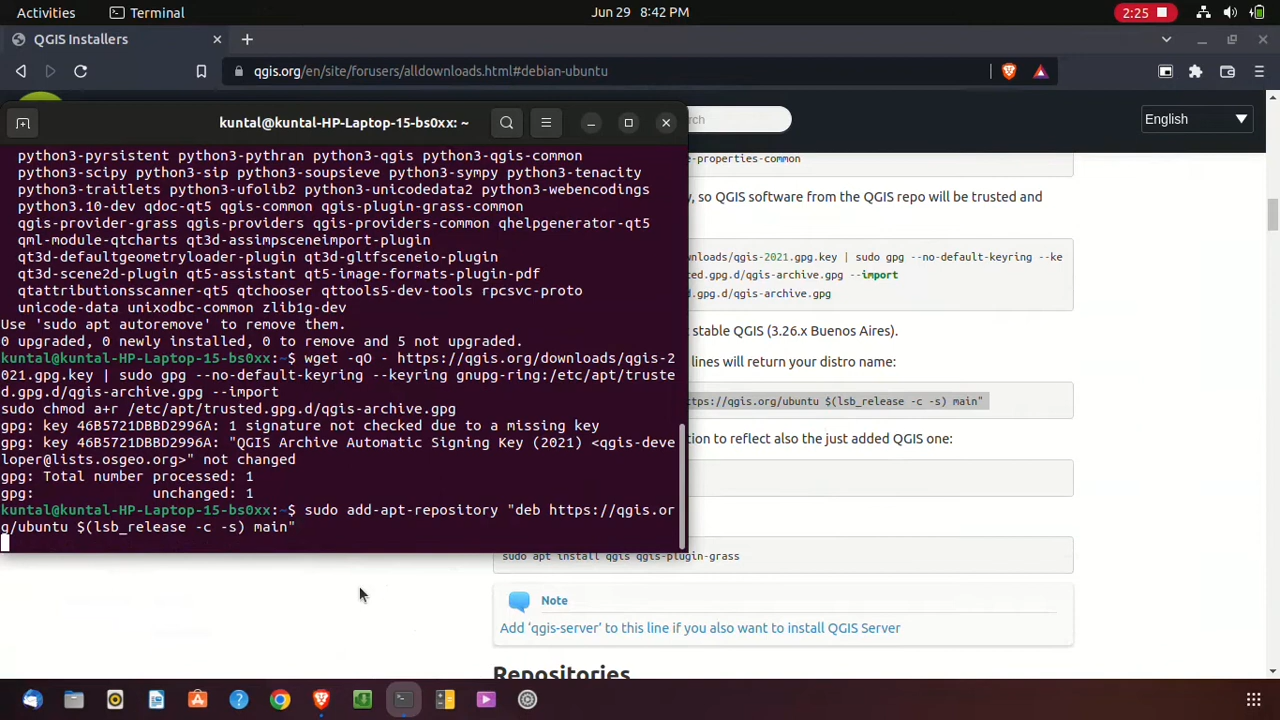 Activities
Terminal
Jun 29 8:42 PM
2:25
QGIS Installers
qgis.org/en/site/forusers/alldownloads.html#debian-ubuntu
kuntal@kuntal-HP-Laptop-15-bs0xx: ~
rch
English
python3-pyrsistent python3-pythran python3-qgis python3-qgis-common
python3-scipy python3-sip python3-soupsieve python3-sympy python3-tenacity
python3-traitlets python3-ufolib2 python3-unicodedata2 python3-webencodings
python3.10-dev qdoc-qt5 qgis-common qgis-plugin-grass-common
qgis-provider-grass qgis-providers qgis-providers-common qhelpgenerator-qt5
qml-module-qtcharts qt3d-assimpsceneimport-plugin
qt3d-defaultgeometryloader-plugin qt3d-gltfsceneio-plugin
qt3d-scene2d-plugin qt5-assistant qt5-image-formats-plugin-pdf
qtattributionsscanner-qt5 qtchooser qttools5-dev-tools rpcsvc-proto
unicode-data unixodbc-common zlib1g-dev
Use 'sudo apt autoremove' to remove them.
0 upgraded, 0 newly installed, 0 to remove and 5 not upgraded.
kuntal@kuntal-HP-Laptop-15-bs0xx:~$ wget -qO - https://qgis.org/downloads/qgis-2
021.gpg.key | sudo gpg --no-default-keyring --keyring gnupg-ring:/etc/apt/truste
d.gpg.d/qgis-archive.gpg --import
sudo chmod a+r /etc/apt/trusted.gpg.d/qgis-archive.gpg
gpg: key 46B5721DBBD2996A: 1 signature not checked due to a missing key
gpg: key 46B5721DBBD2996A: "QGIS Archive Automatic Signing Key (2021) <qgis-deve
loper@lists.osgeo.org>" not changed
gpg: Total number processed: 1
gpg: unchanged: 1
kuntal@kuntal-HP-Laptop-15-bs0xx:~$ sudo add-apt-repository "deb https://qgis.or
g/ubuntu $(lsb_release -c -s) main"
e-properties-common
y, so QGIS software from the QGIS repo will be trusted and
wnloads/qgis-2021.gpg.key | sudo gpg --no-default-keyring --ke
ted.gpg.d/qgis-archive.gpg --import
d.gpg.d/qgis-archive.gpg
t stable QGIS (3.26.x Buenos Aires).
lines will return your distro name:
ttps://qgis.org/ubuntu $(lsb_release -c -s) main"
tion to reflect also the just added QGIS one:
sudo apt install qgis qgis-plugin-grass
Note
Add 'qgis-server' to this line if you also want to install QGIS Server
Repositories